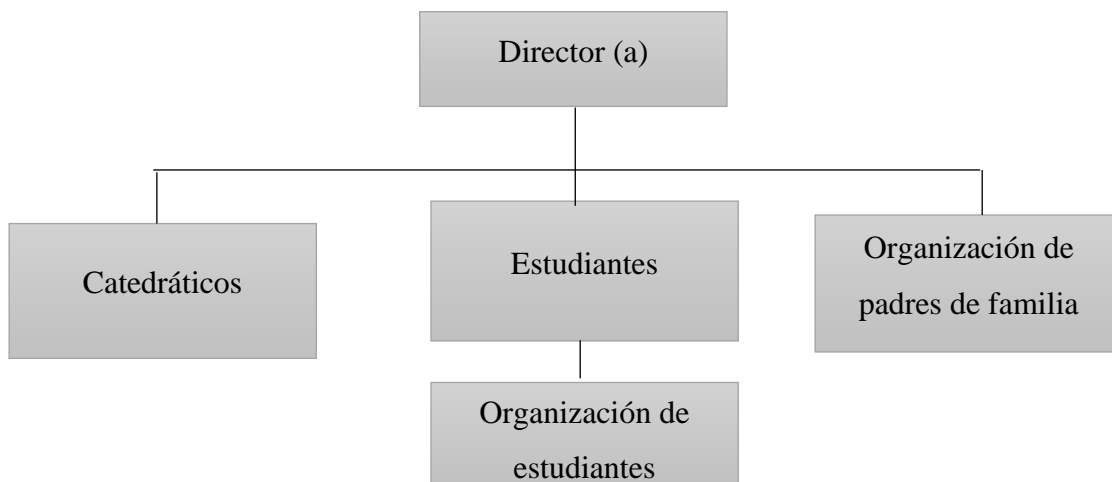 Director (a)
Catedráticos
Estudiantes
Organización de
padres de familia
Organización de
estudiantes